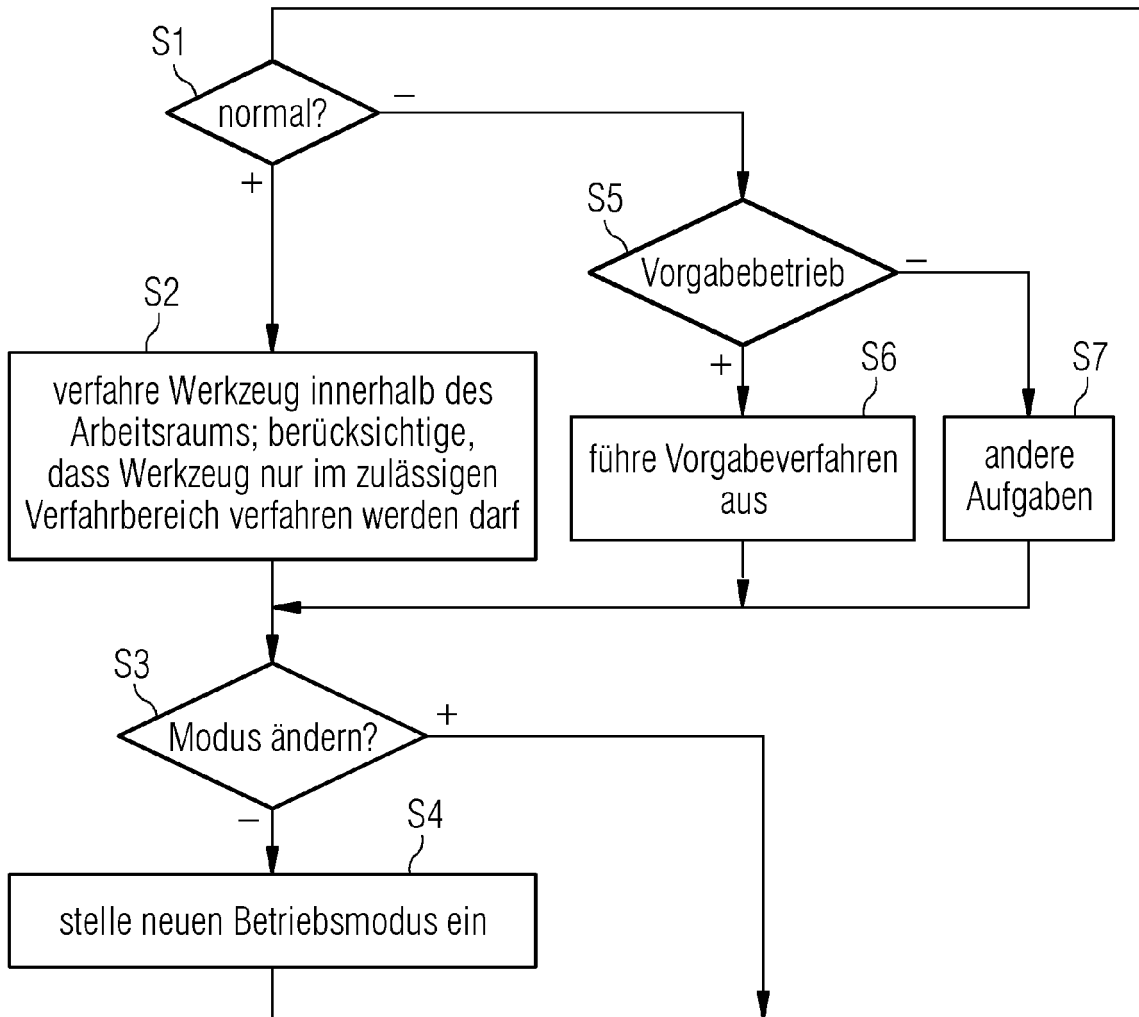 S1
normal?
−
+
S5
Vorgabebetrieb
−
+
S2
verfahre Werkzeug innerhalb des
Arbeitsraums; berücksichtige,
dass Werkzeug nur im zulässigen
Verfahrbereich verfahren werden darf
S6
führe Vorgabeverfahren
aus
S7
andere
Aufgaben
S3
Modus ändern?
+
−
S4
stelle neuen Betriebsmodus ein